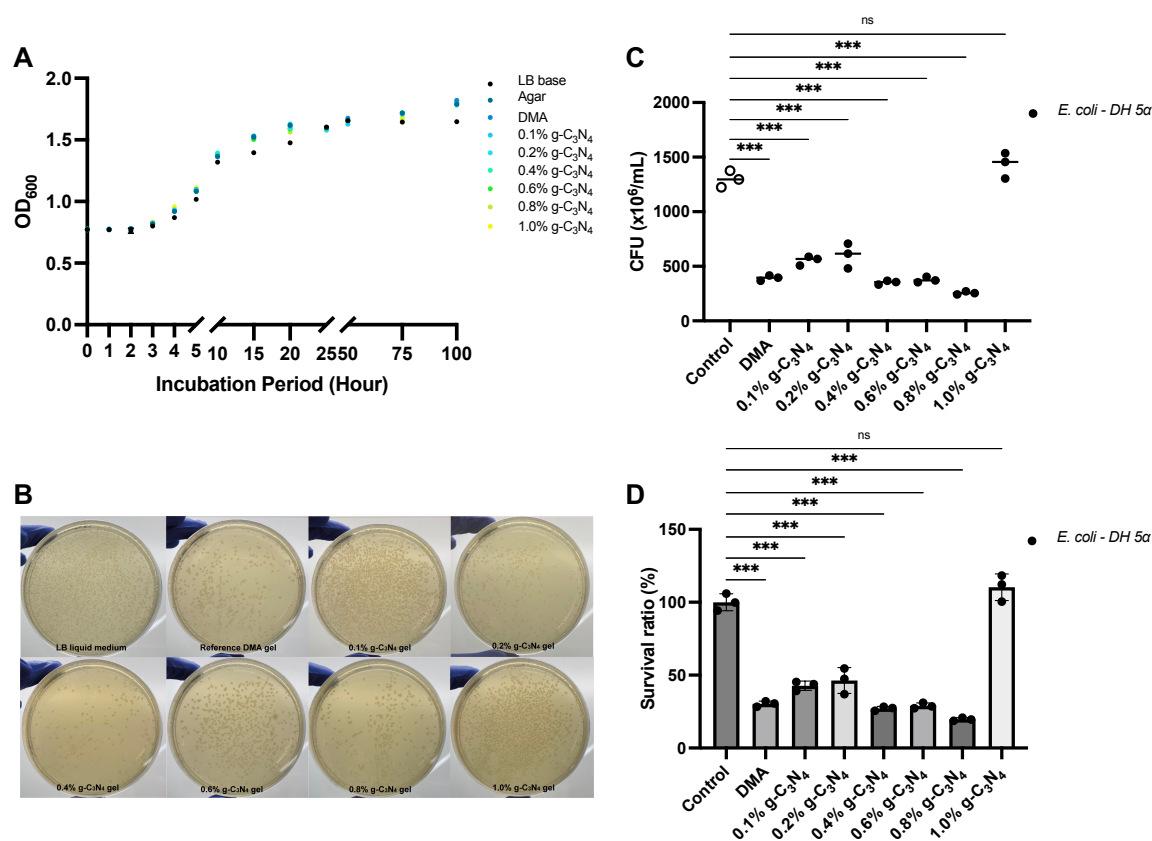 A
2.0
1.5
1.0
0.5
0.0
OD600
0 1 2 3 4 5 10 15 20 25 50 75 100
Incubation Period (Hour)
LB base
Agar
DMA
0.1% g-C3N4
0.2% g-C3N4
0.4% g-C3N4
0.6% g-C3N4
0.8% g-C3N4
1.0% g-C3N4
C
ns
***
***
***
***
***
***
2000
1500
1000
500
0
CFU (x10⁶/mL)
Control
DMA
0.1% g-C3N4
0.2% g-C3N4
0.4% g-C3N4
0.6% g-C3N4
0.8% g-C3N4
1.0% g-C3N4
E. coli - DH 5α
B
LB liquid medium
Reference DMA gel
0.1% g-C3N4 gel
0.2% g-C3N4 gel
0.4% g-C3N4 gel
0.6% g-C3N4 gel
0.8% g-C3N4 gel
1.0% g-C3N4 gel
D
ns
***
***
***
***
***
***
150
100
50
0
Survival ratio (%)
Control
DMA
0.1% g-C3N4
0.2% g-C3N4
0.4% g-C3N4
0.6% g-C3N4
0.8% g-C3N4
1.0% g-C3N4
E. coli - DH 5α